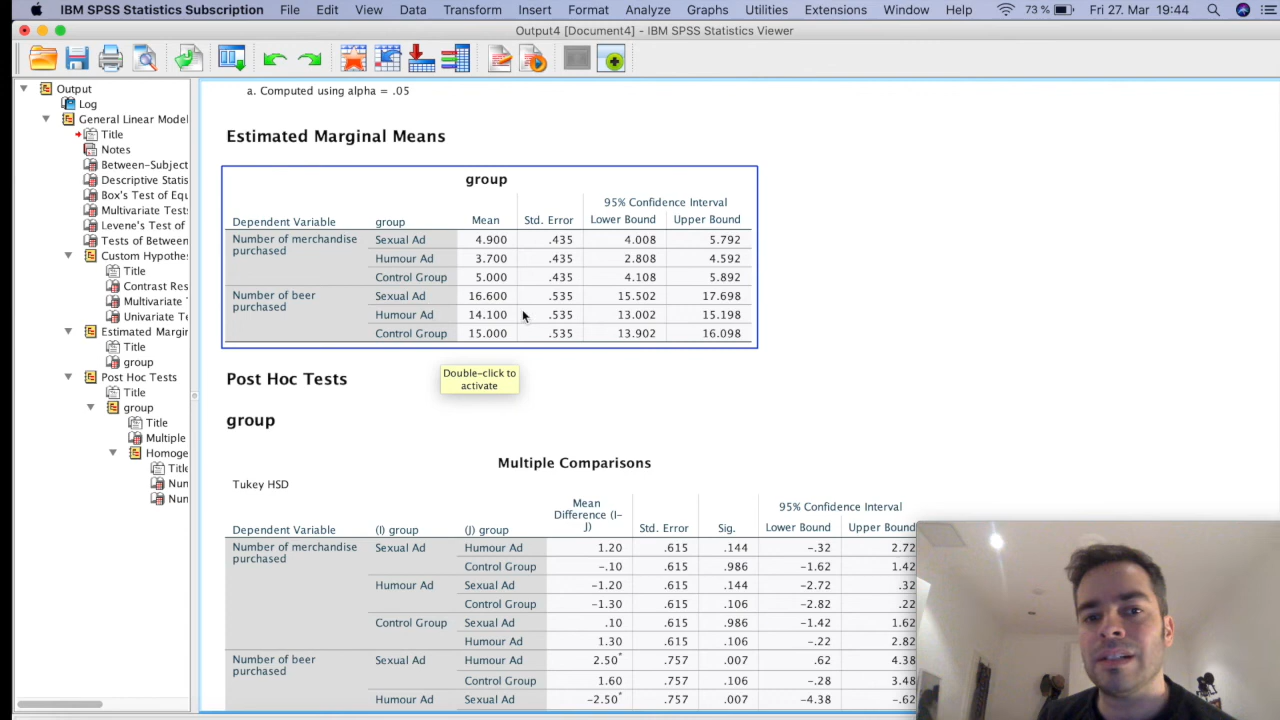 IBM SPSS Statistics Subscription File Edit View Data Transform Insert Format Analyze Graphs Utilities Extensions Window Help 73 % Fri 27. Mar 19:44
Output4 [Document4] - IBM SPSS Statistics Viewer
Output
Log
General Linear Model
Title
Notes
Between-Subject
Descriptive Statis
Box's Test of Equ
Multivariate Test
Levene's Test of
Tests of Between
Custom Hypothe
Title
Contrast Res
Multivariate
Univariate Te
Estimated Margin
Title
group
Post Hoc Tests
Title
group
Title
Multiple
Homoge
Title
Nun
Nun
a. Computed using alpha = .05
Estimated Marginal Means
group
95% Confidence Interval
Dependent Variable group Mean Std. Error Lower Bound Upper Bound
Number of merchandise purchased Sexual Ad 4.900 .435 4.008 5.792
Humour Ad 3.700 .435 2.808 4.592
Control Group 5.000 .435 4.108 5.892
Number of beer purchased Sexual Ad 16.600 .535 15.502 17.698
Humour Ad 14.100 .535 13.002 15.198
Control Group 15.000 .535 13.902 16.098
Double-click to
activate
Post Hoc Tests
group
Multiple Comparisons
Tukey HSD
95% Confidence Interval
Dependent Variable (I) group (J) group Mean Difference (I-J) Std. Error Sig. Lower Bound Upper Bound
Number of merchandise purchased Sexual Ad Humour Ad 1.20 .615 .144 -.32 2.72
Control Group -.10 .615 .986 -1.62 1.42
Humour Ad Sexual Ad -1.20 .615 .144 -2.72 .32
Control Group -1.30 .615 .106 -2.82 .22
Control Group Sexual Ad .10 .615 .986 -1.42 1.62
Humour Ad 1.30 .615 .106 -.22 2.82
Number of beer purchased Sexual Ad Humour Ad 2.50* .757 .007 .62 4.38
Control Group 1.60 .757 .106 -.28 3.48
Humour Ad Sexual Ad -2.50* .757 .007 -4.38 -.62